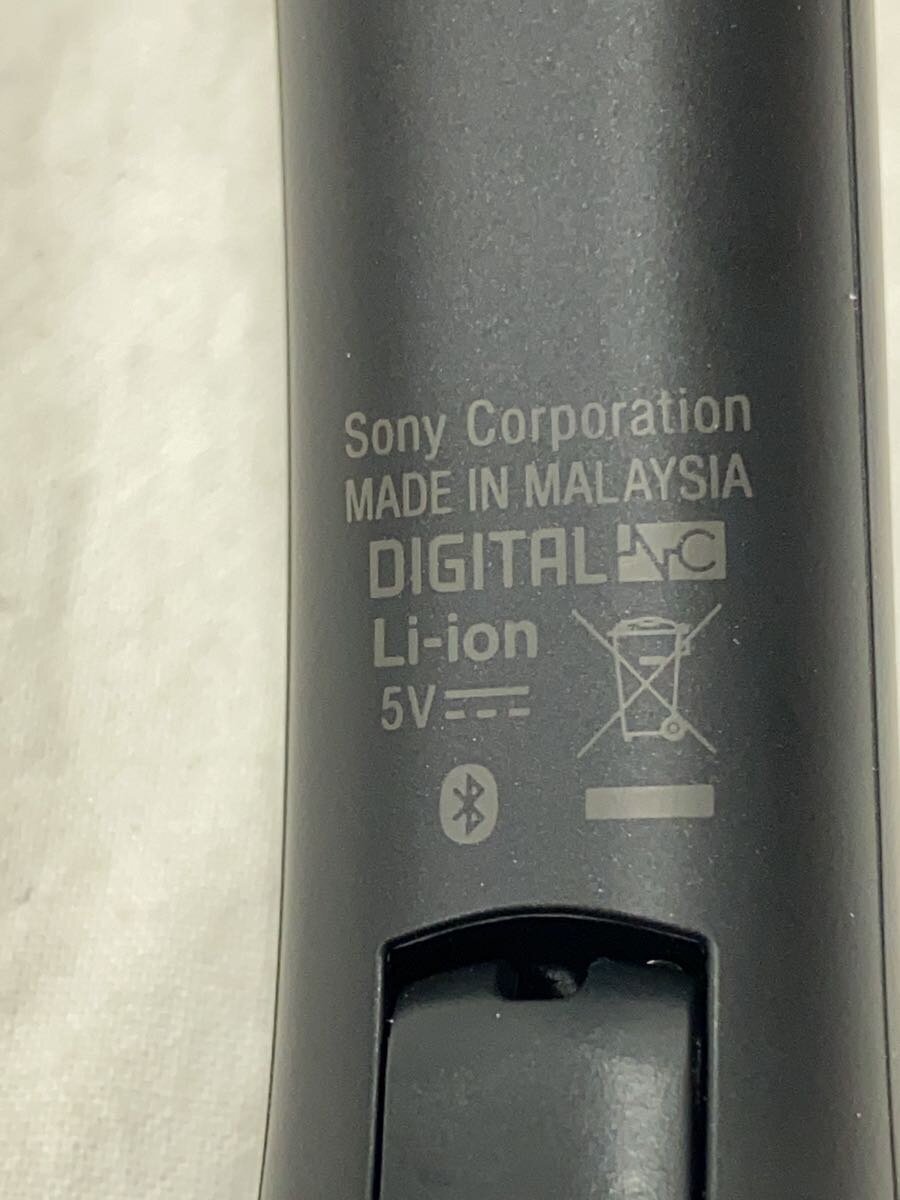 Sony Corporation
MADE IN MALAYSIA
DIGITAL NC
Li-ion
5V